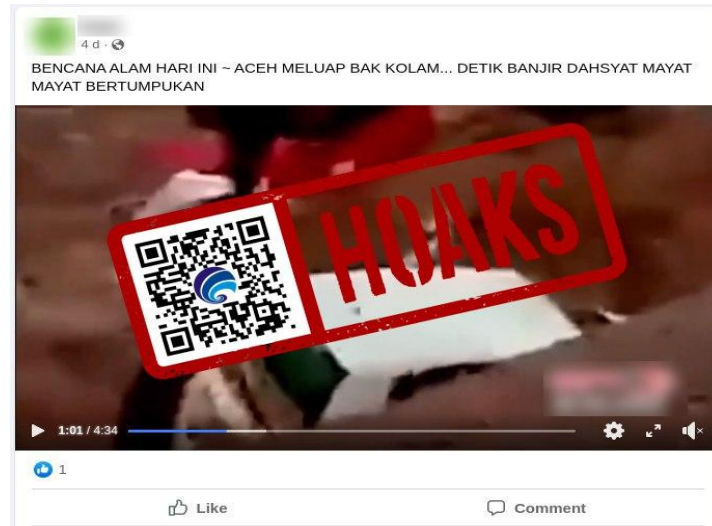 4 d ·
BENCANA ALAM HARI INI ~ ACEH MELUAP BAK KOLAM... DETIK BANJIR DAHSYAT MAYAT
MAYAT BERTUMPUKAN
HOAKS
1:01 / 4:34
1
Like
Comment